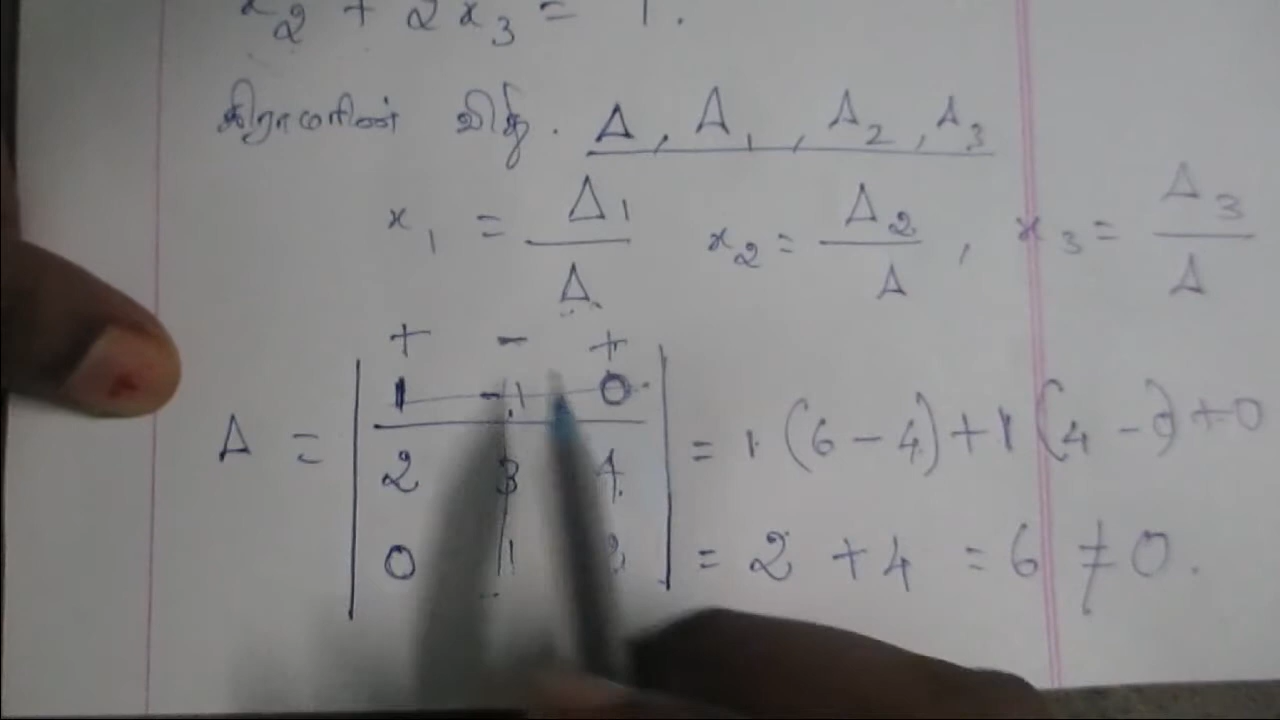 x₂ + 2x₃ = 1.
கிராமரின் விதி. Δ, Δ₁, Δ₂, Δ₃
x₁ = Δ₁/Δ x₂ = Δ₂/Δ, x₃ = Δ₃/Δ
+ - +
1 -1 0
Δ = | 2 3 4 | = 1(6-4)+1(4-0)+0
0 1 2 = 2 + 4 = 6 ≠ 0.